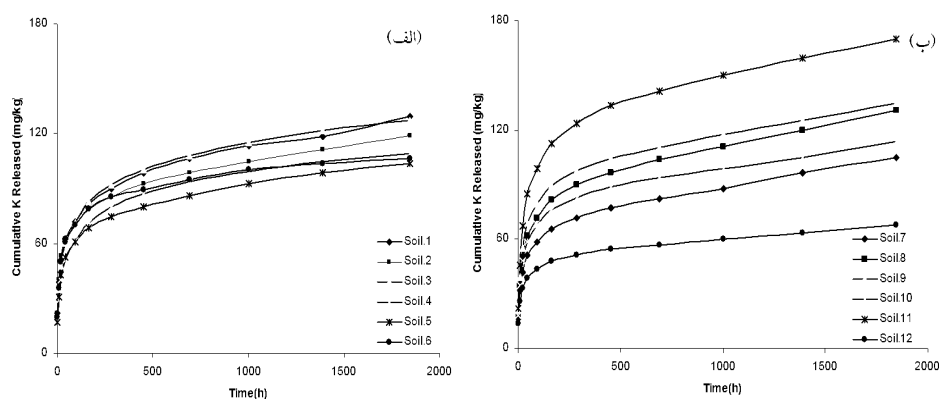 (الف)
Cumulative K Released (mg/kg)
180
120
60
0
0 500 1000 1500 2000
Time(h)
Soil.1
Soil.2
Soil.3
Soil.4
Soil.5
Soil.6
(ب)
Cumulative K Released (mg/kg)
180
120
60
0
0 500 1000 1500 2000
Time(h)
Soil.7
Soil.8
Soil.9
Soil.10
Soil.11
Soil.12